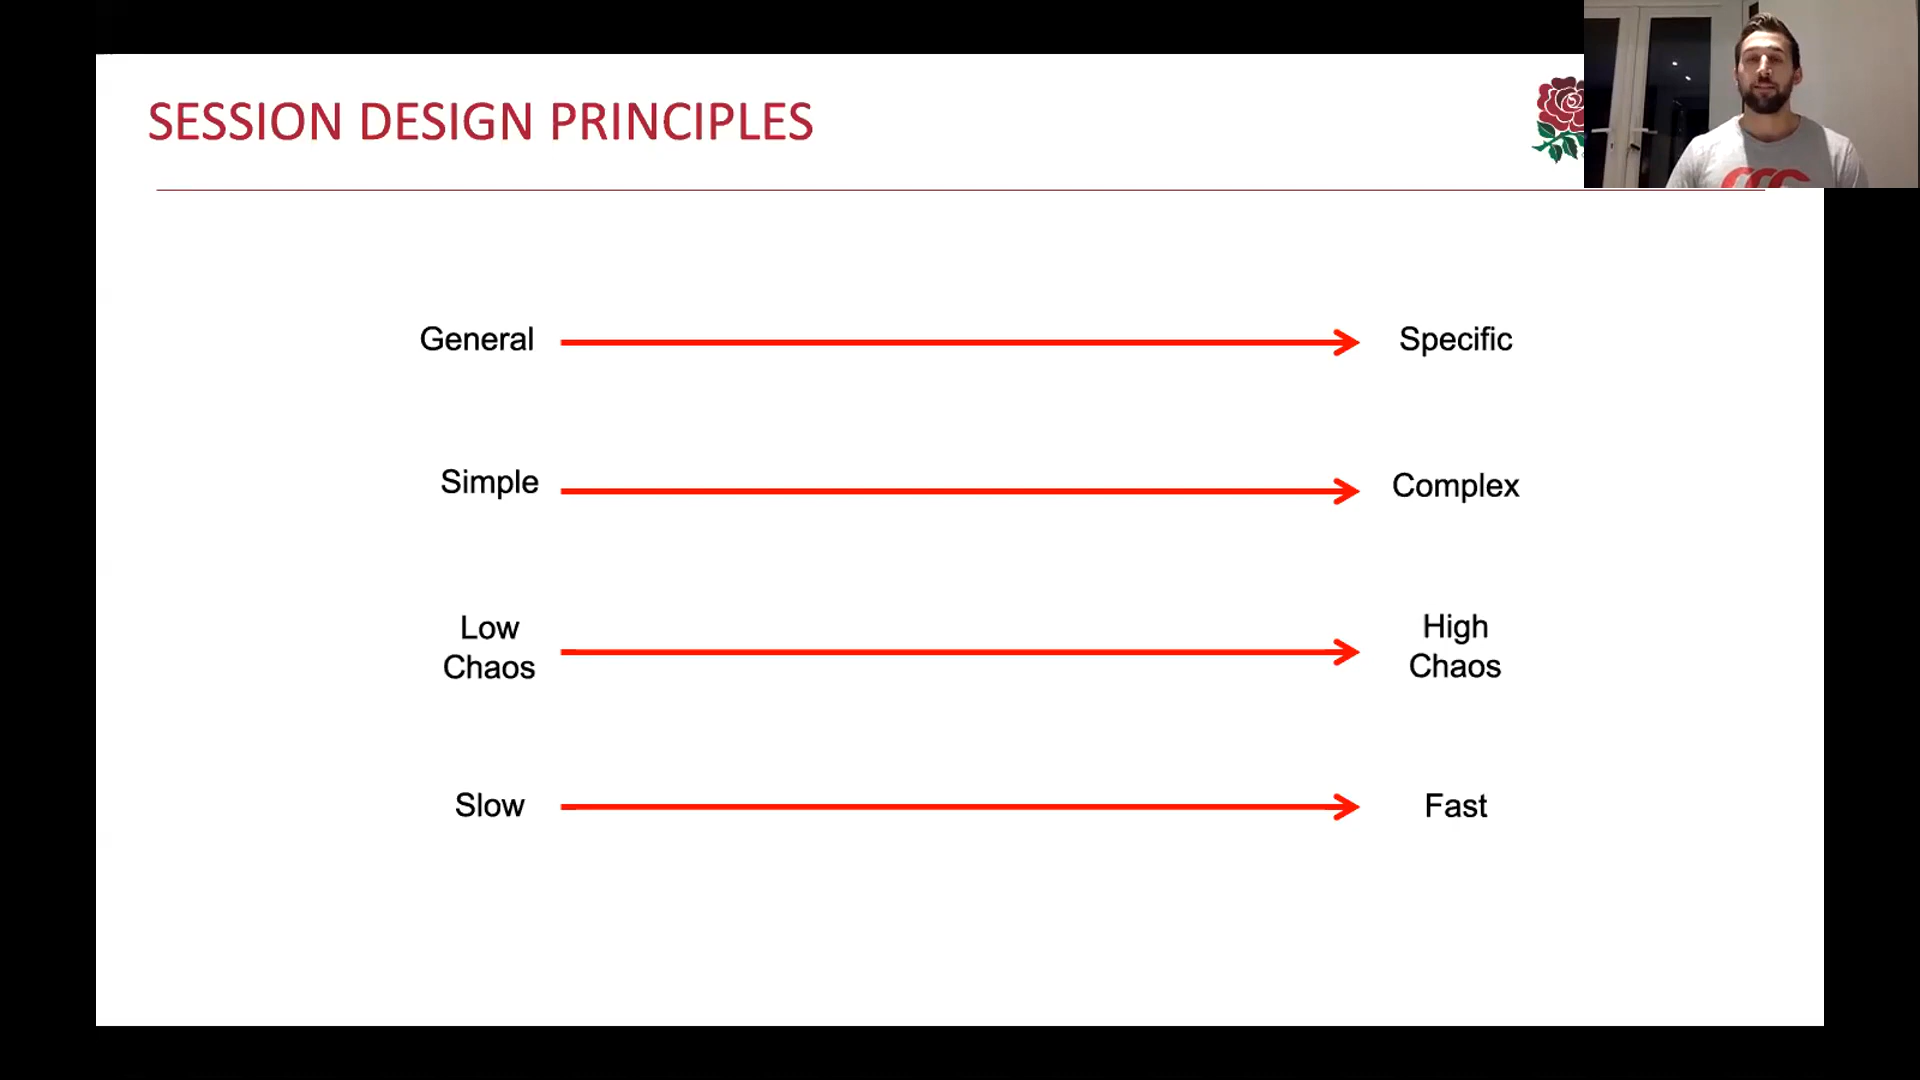 SESSION DESIGN PRINCIPLES
General
Specific
Simple
Complex
Low
Chaos
High
Chaos
Slow
Fast